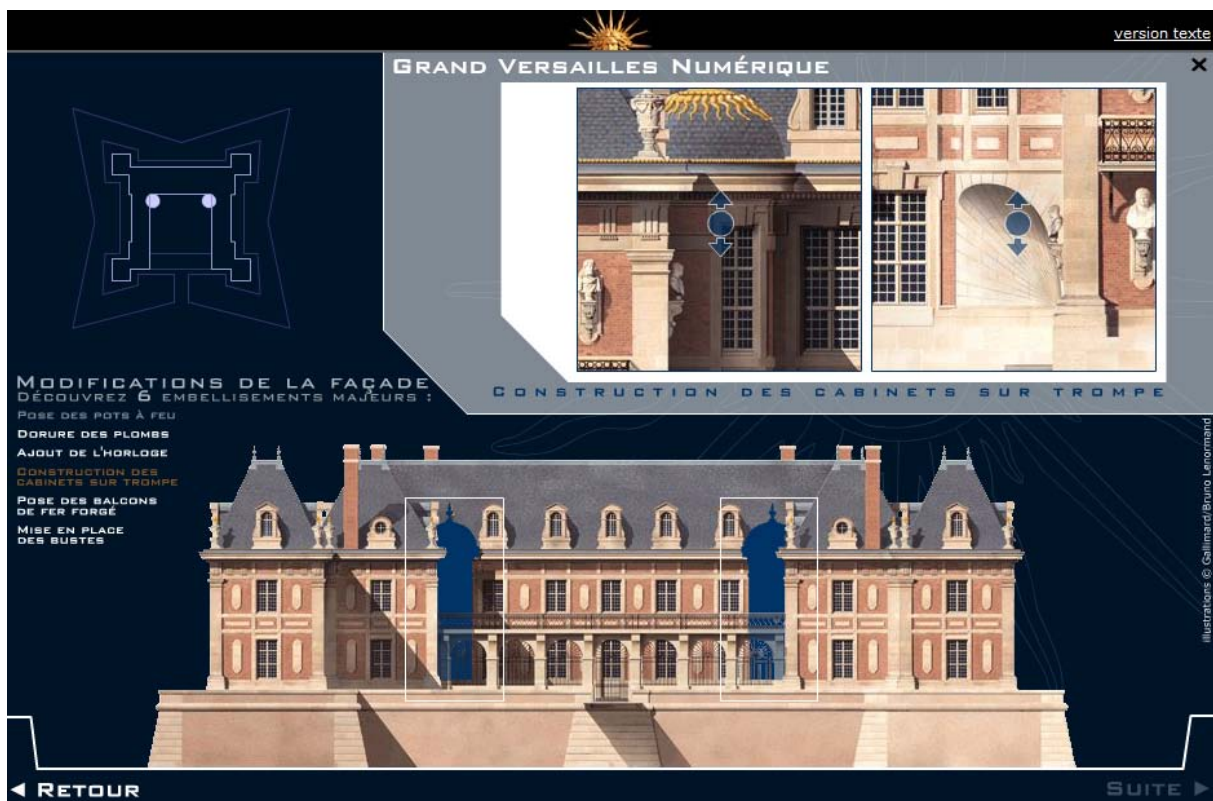 version texte
Grand Versailles Numérique
Construction des cabinets sur trompe
Modifications de la façade
Découvrez 6 embellisements majeurs :
Pose des pots à feu
Dorure des plombs
Ajout de l'horloge
Construction des
cabinets sur trompe
Pose des balcons
de fer forgé
Mise en place
des bustes
illustrations © Gallimard/Bruno Lenormand
Retour
Suite